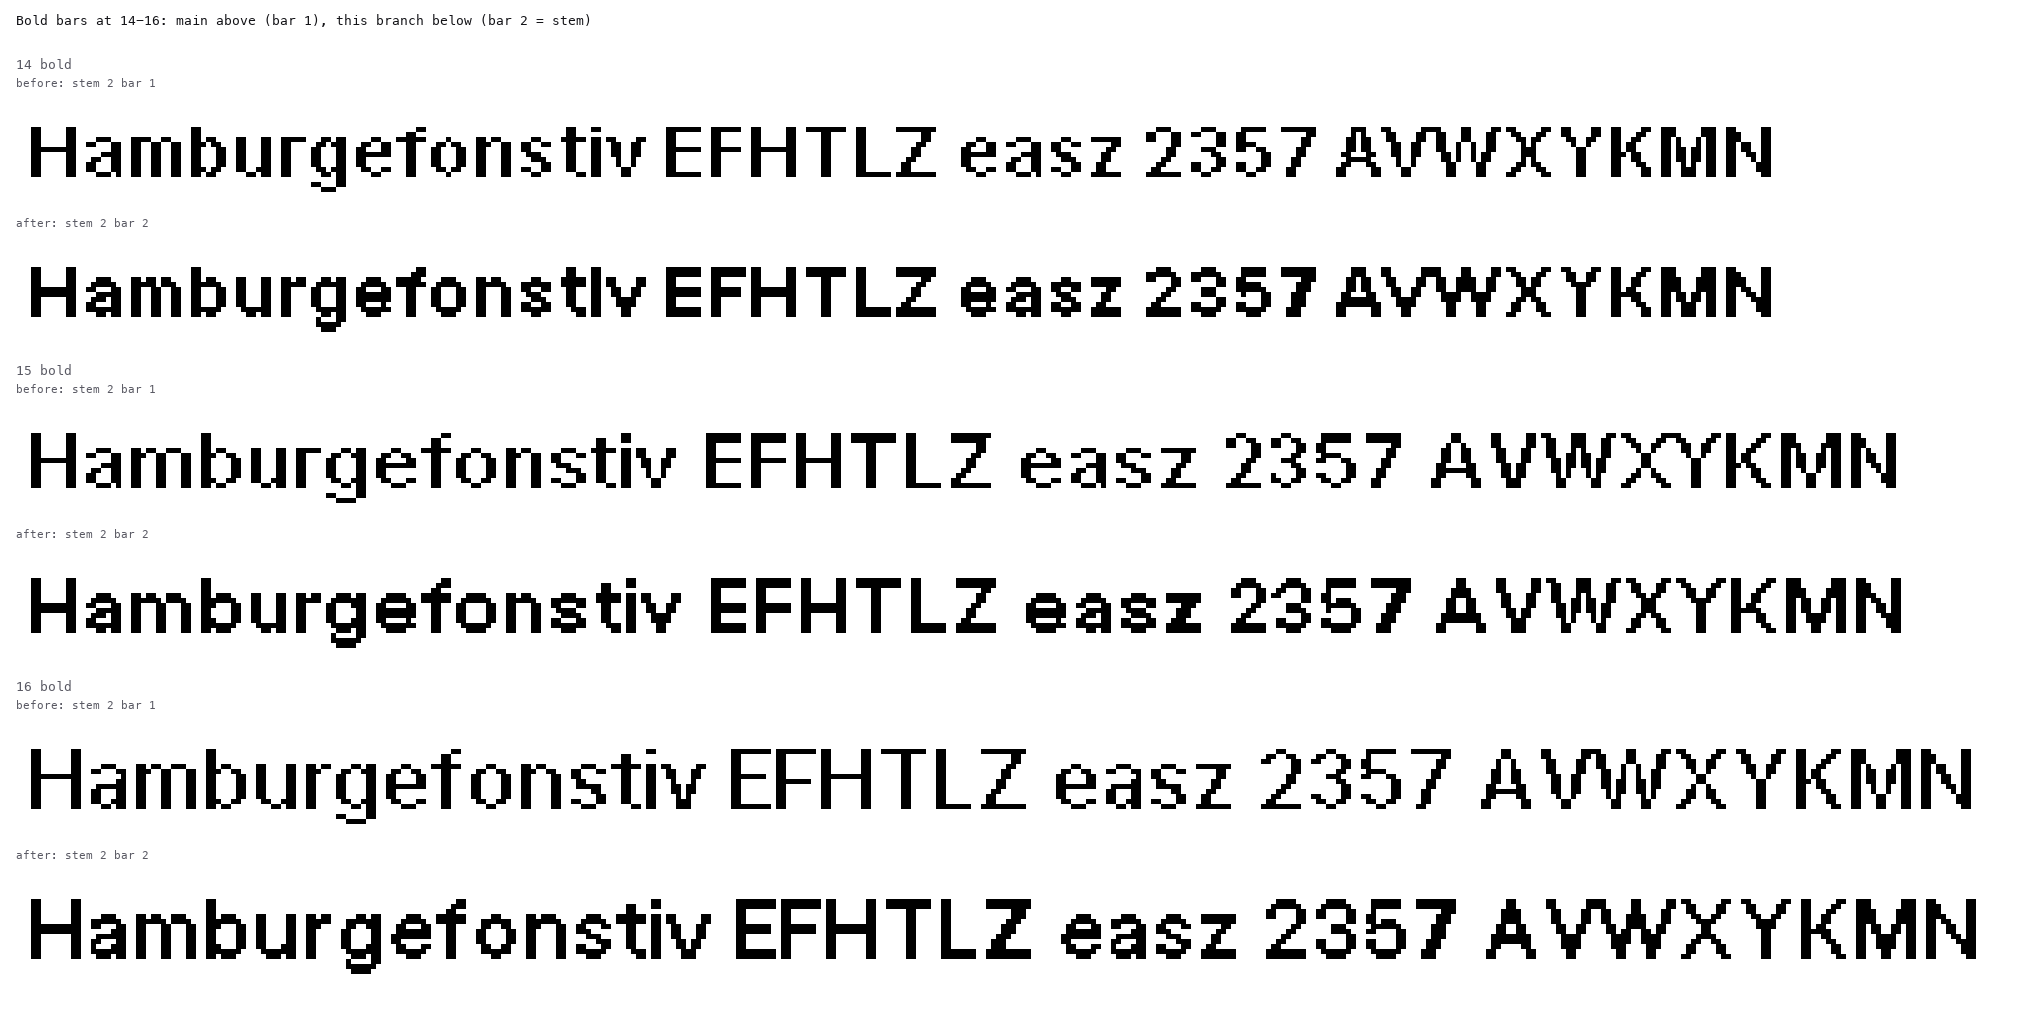 Bold bars at 14–16: main above (bar 1), this branch below (bar 2 = stem)
14 bold
before: stem 2 bar 1
Hamburgefonstiv EFHTLZ easz 2357 AVWXYKMN
after: stem 2 bar 2
Hamburgefonstiv EFHTLZ easz 2357 AVWXYKMN
15 bold
before: stem 2 bar 1
Hamburgefonstiv EFHTLZ easz 2357 AVWXYKMN
after: stem 2 bar 2
Hamburgefonstiv EFHTLZ easz 2357 AVWXYKMN
16 bold
before: stem 2 bar 1
Hamburgefonstiv EFHTLZ easz 2357 AVWXYKMN
after: stem 2 bar 2
Hamburgefonstiv EFHTLZ easz 2357 AVWXYKMN